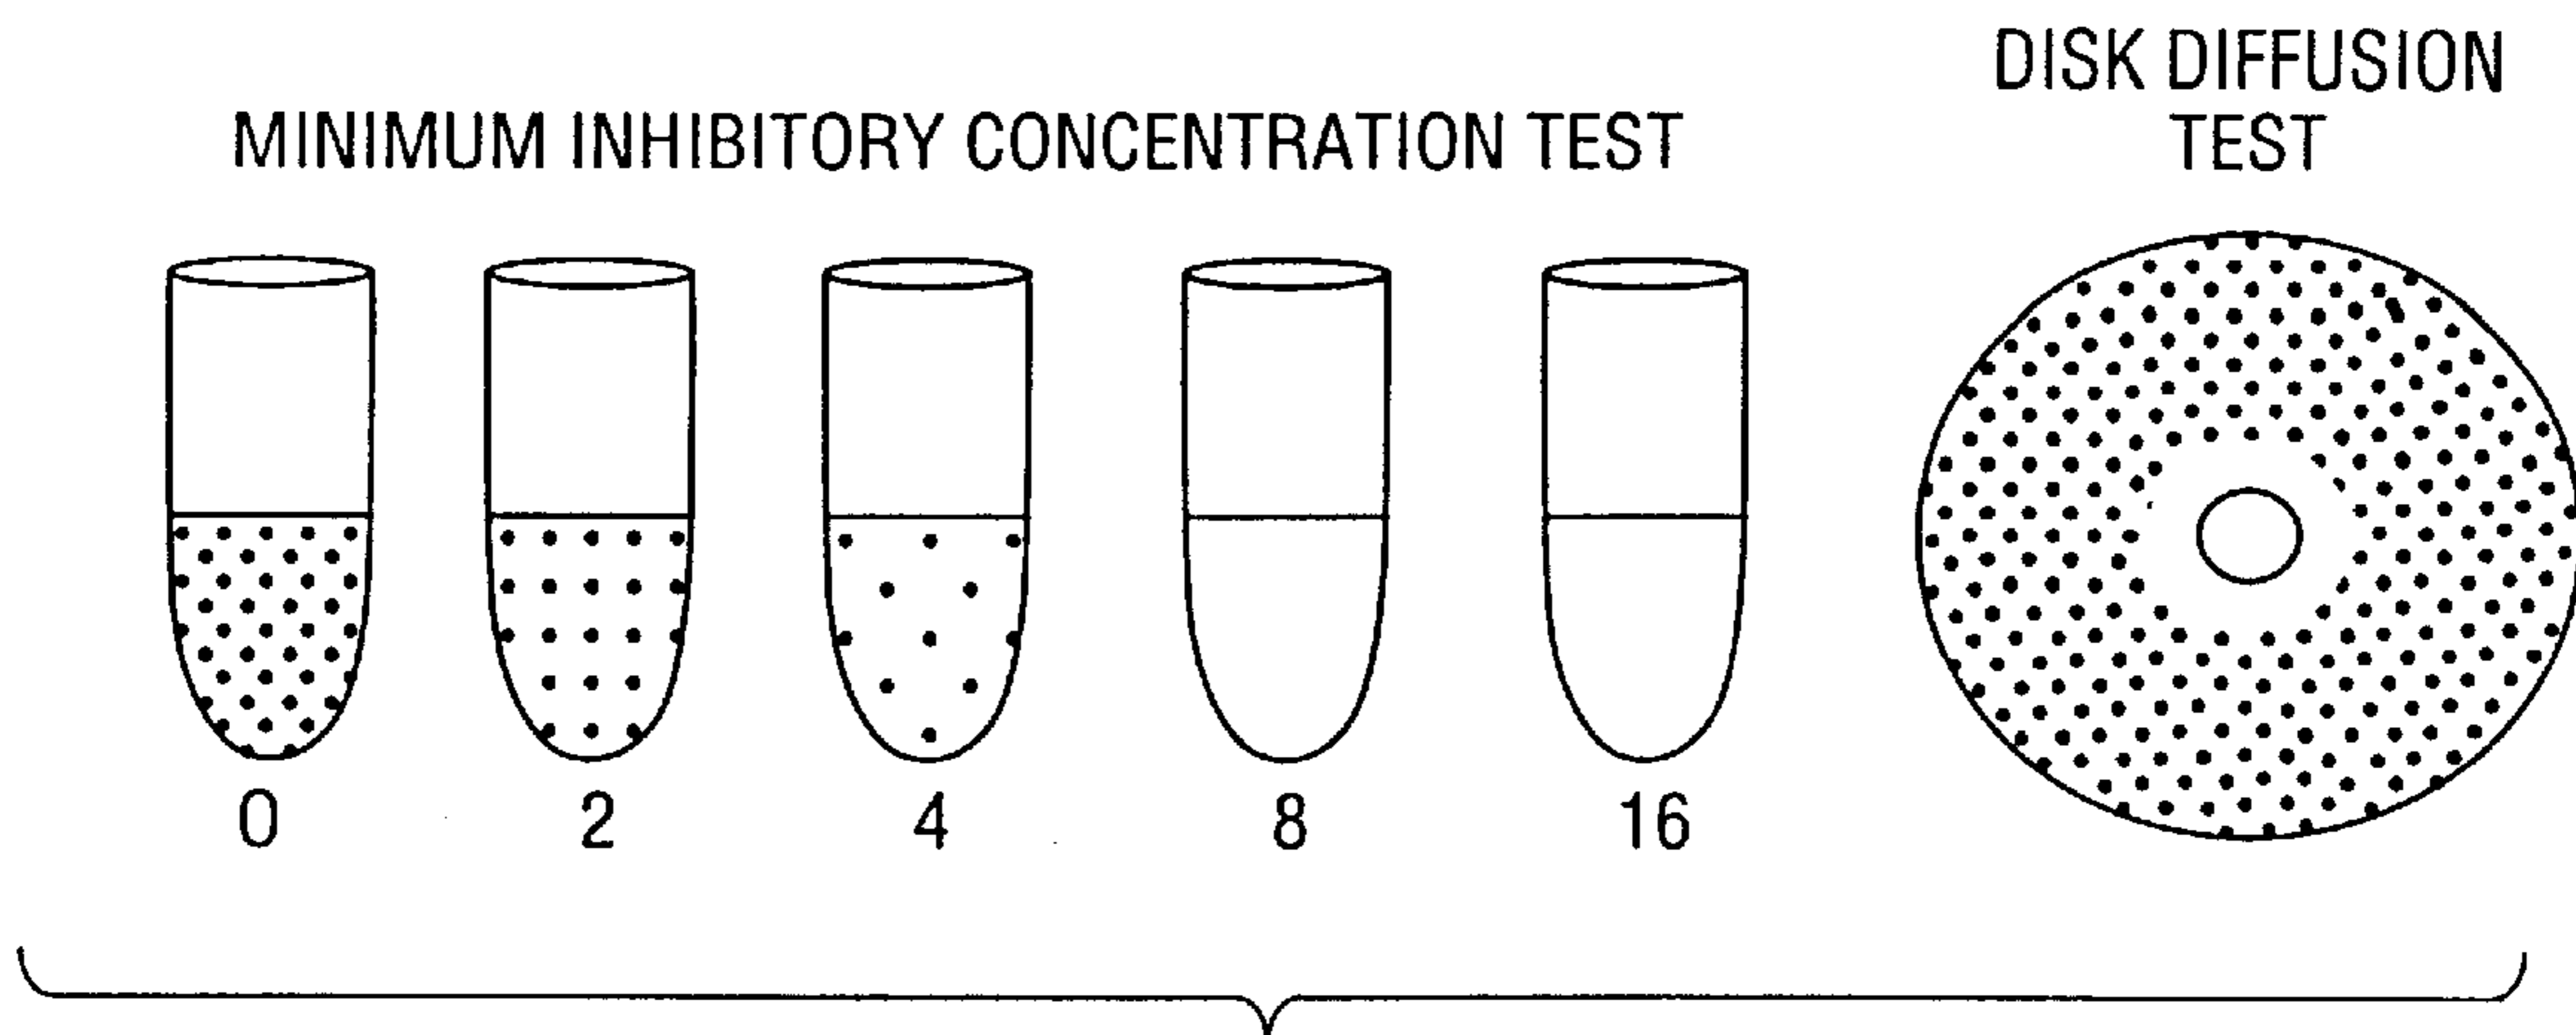 MINIMUM INHIBITORY CONCENTRATION TEST
DISK DIFFUSION
TEST
0 2 4 8 16